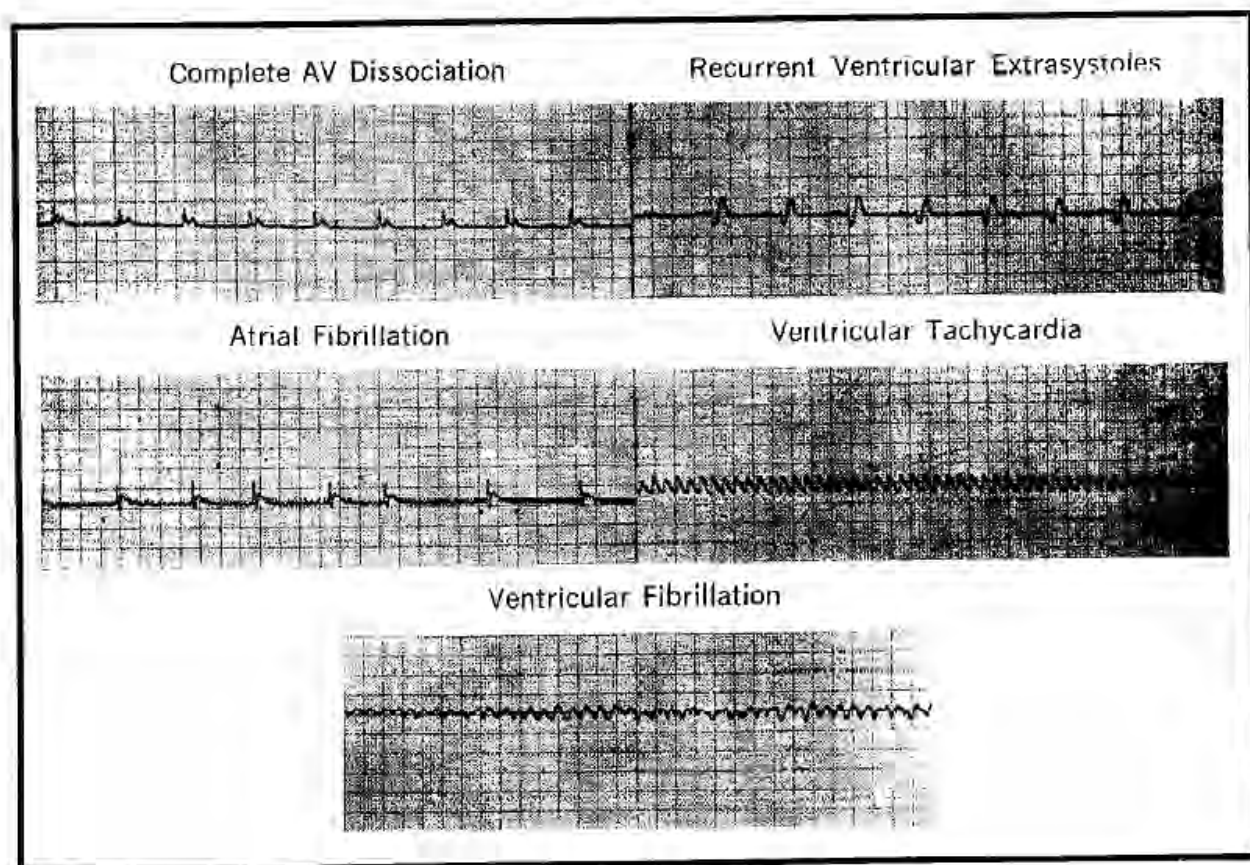 Complete AV Dissociation
Recurrent Ventricular Extrasystoles
Atrial Fibrillation
Ventricular Tachycardia
Ventricular Fibrillation